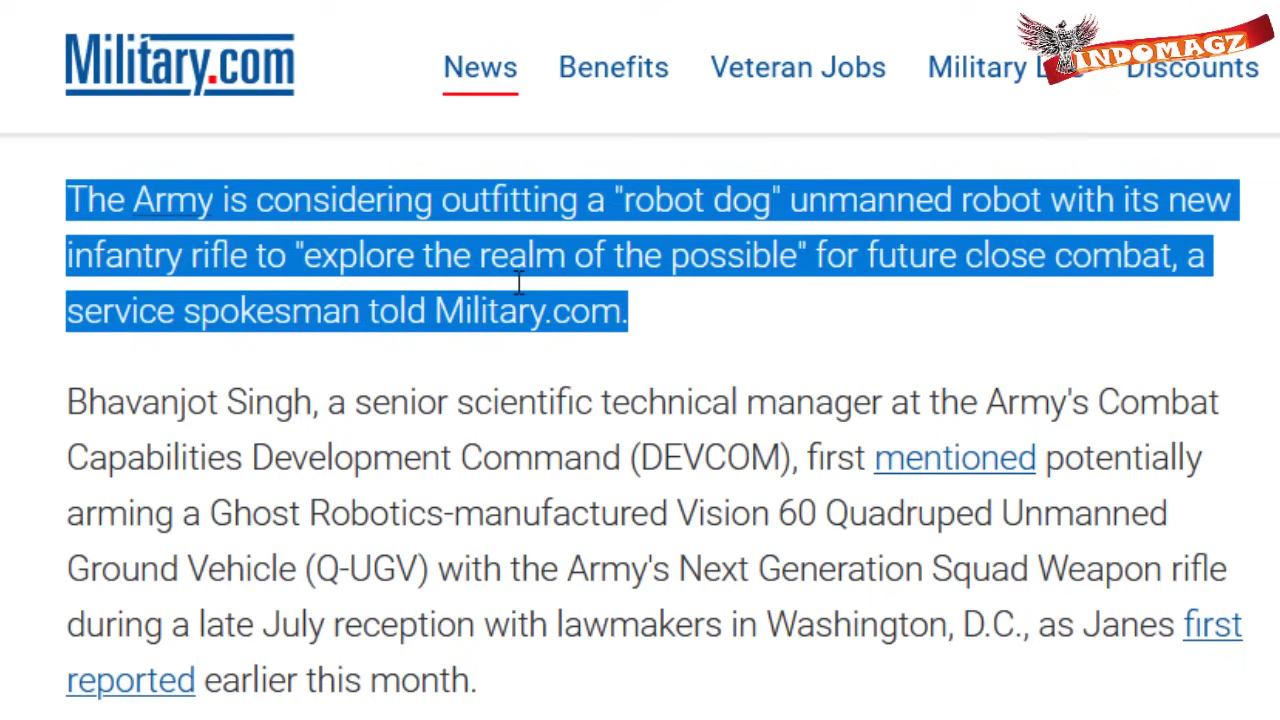 Military.com
News Benefits Veteran Jobs Military Discounts
INDOMAGZ
The Army is considering outfitting a "robot dog" unmanned robot with its new
infantry rifle to "explore the realm of the possible" for future close combat, a
service spokesman told Military.com.
Bhavanjot Singh, a senior scientific technical manager at the Army's Combat
Capabilities Development Command (DEVCOM), first mentioned potentially
arming a Ghost Robotics-manufactured Vision 60 Quadruped Unmanned
Ground Vehicle (Q-UGV) with the Army's Next Generation Squad Weapon rifle
during a late July reception with lawmakers in Washington, D.C., as Janes first
reported earlier this month.